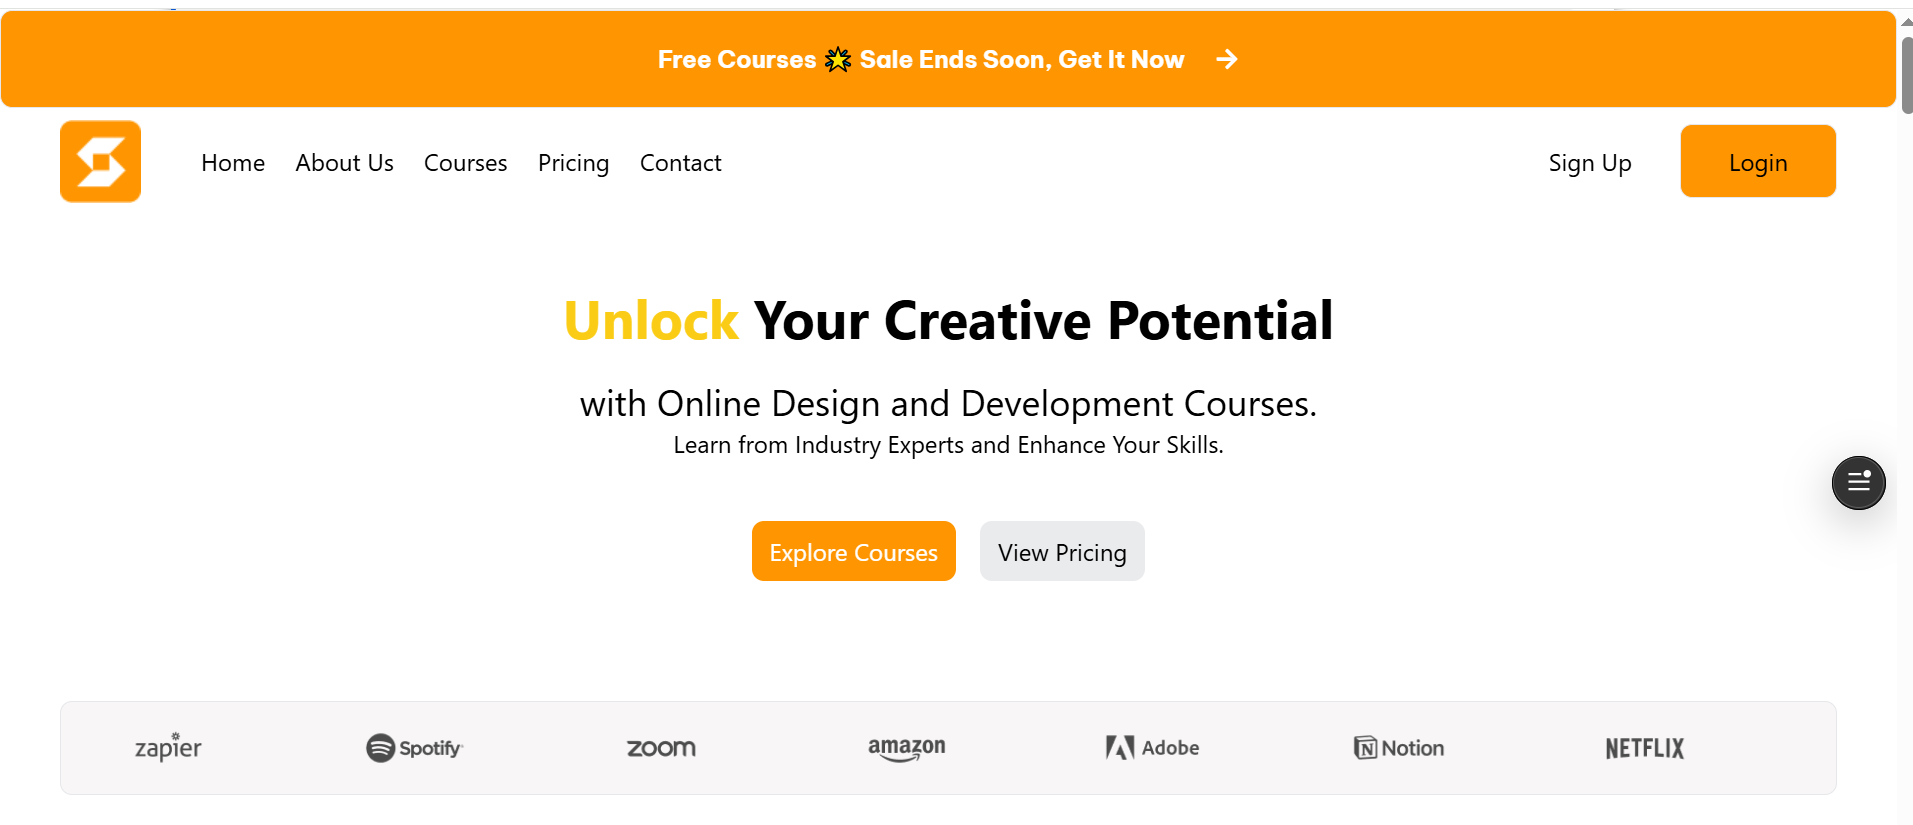 Free Courses 🌟 Sale Ends Soon, Get It Now →
Home About Us Courses Pricing Contact Sign Up Login
Unlock Your Creative Potential
with Online Design and Development Courses.
Learn from Industry Experts and Enhance Your Skills.
Explore Courses View Pricing
zapier Spotify zoom amazon Adobe Notion NETFLIX